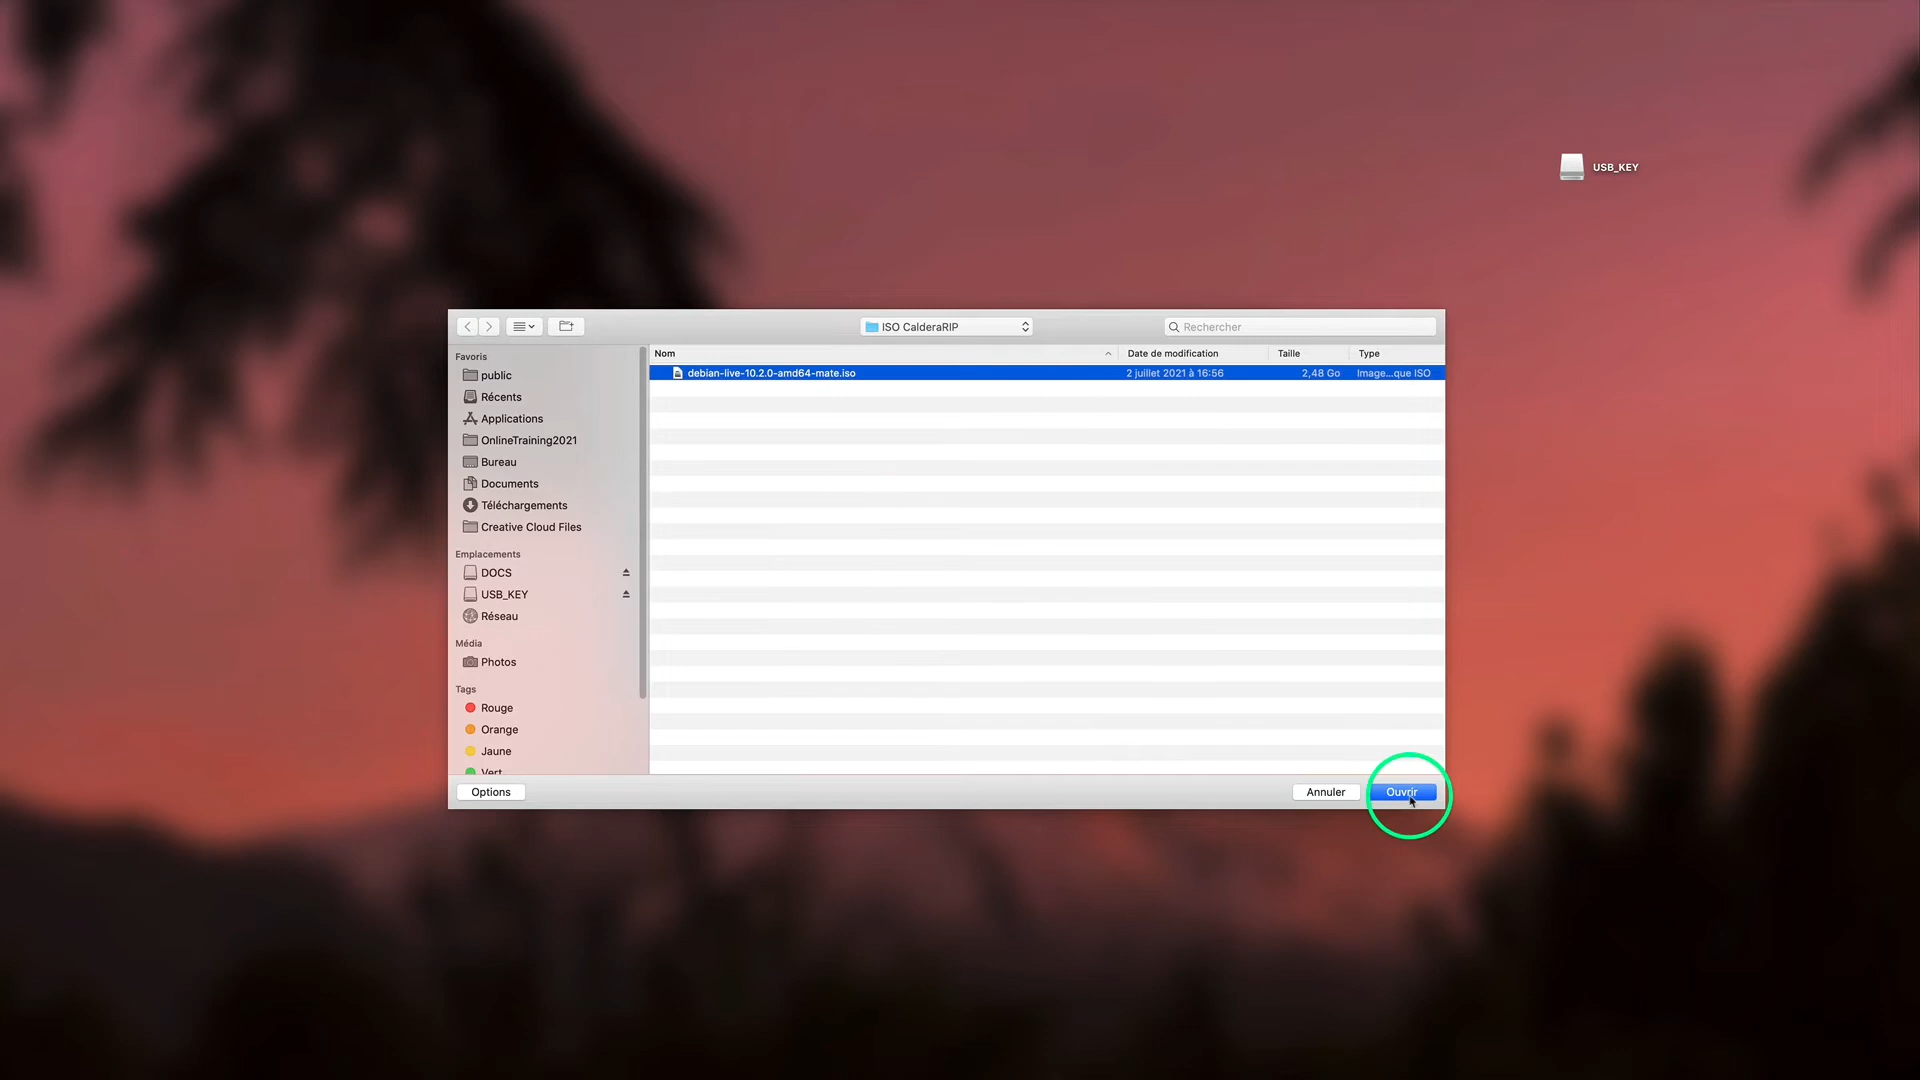 USB_KEY
ISO CalderaRIP
Rechercher
Favoris
public
Récents
Applications
OnlineTraining2021
Bureau
Documents
Téléchargements
Creative Cloud Files
Emplacements
DOCS
USB_KEY
Réseau
Média
Photos
Tags
Rouge
Orange
Jaune
Vert
Nom Date de modification Taille Type
debian-live-10.2.0-amd64-mate.iso 2 juillet 2021 à 16:56 2,48 Go Image...que ISO
Options Annuler Ouvrir